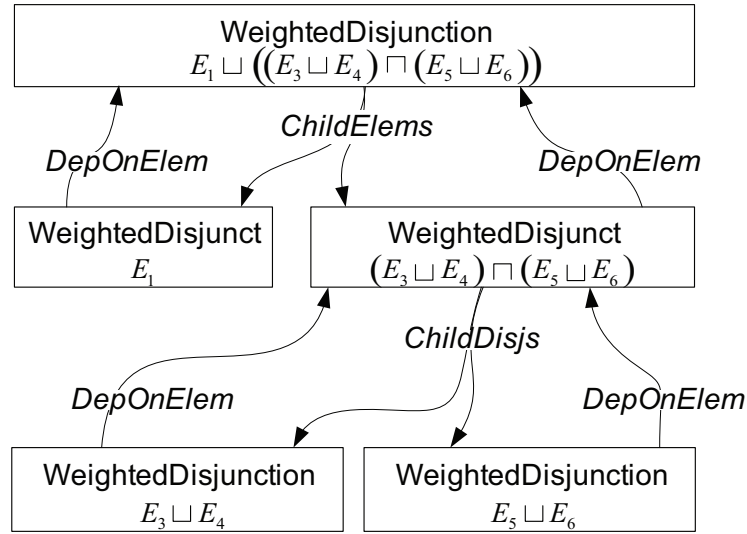 WeightedDisjunction
E₁ ⊔ ((E₃ ⊔ E₄) ⊓ (E₅ ⊔ E₆))
ChildElems
DepOnElem
DepOnElem
WeightedDisjunct
E₁
WeightedDisjunct
(E₃ ⊔ E₄) ⊓ (E₅ ⊔ E₆)
ChildDisjs
DepOnElem
DepOnElem
WeightedDisjunction
E₃ ⊔ E₄
WeightedDisjunction
E₅ ⊔ E₆